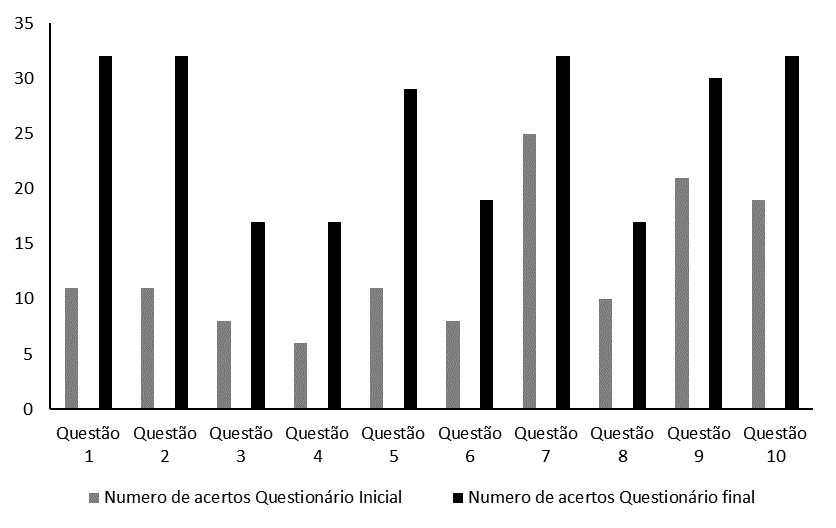 35
30
25
20
15
10
5
0
Questão 1
Questão 2
Questão 3
Questão 4
Questão 5
Questão 6
Questão 7
Questão 8
Questão 9
Questão 10
Numero de acertos Questionário Inicial
Numero de acertos Questionário final